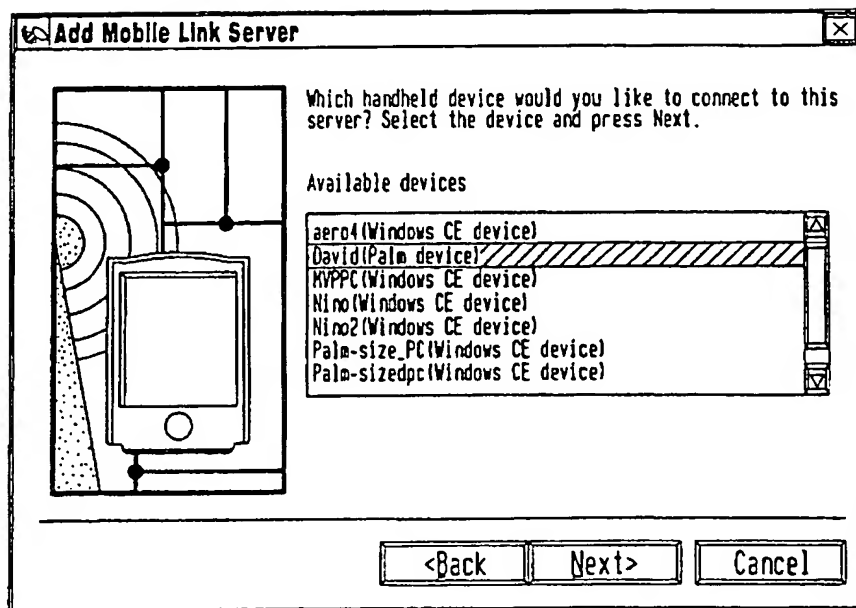 Add Mobile Link Server
Which handheld device would you like to connect to this
server? Select the device and press Next.
Available devices
aero4(Windows CE device)
David(Palm device)
MVPPC(Windows CE device)
Nino(Windows CE device)
Nino2(Windows CE device)
Palm-size_PC(Windows CE device)
Palm-sizedpc(Windows CE device)
<Back Next> Cancel